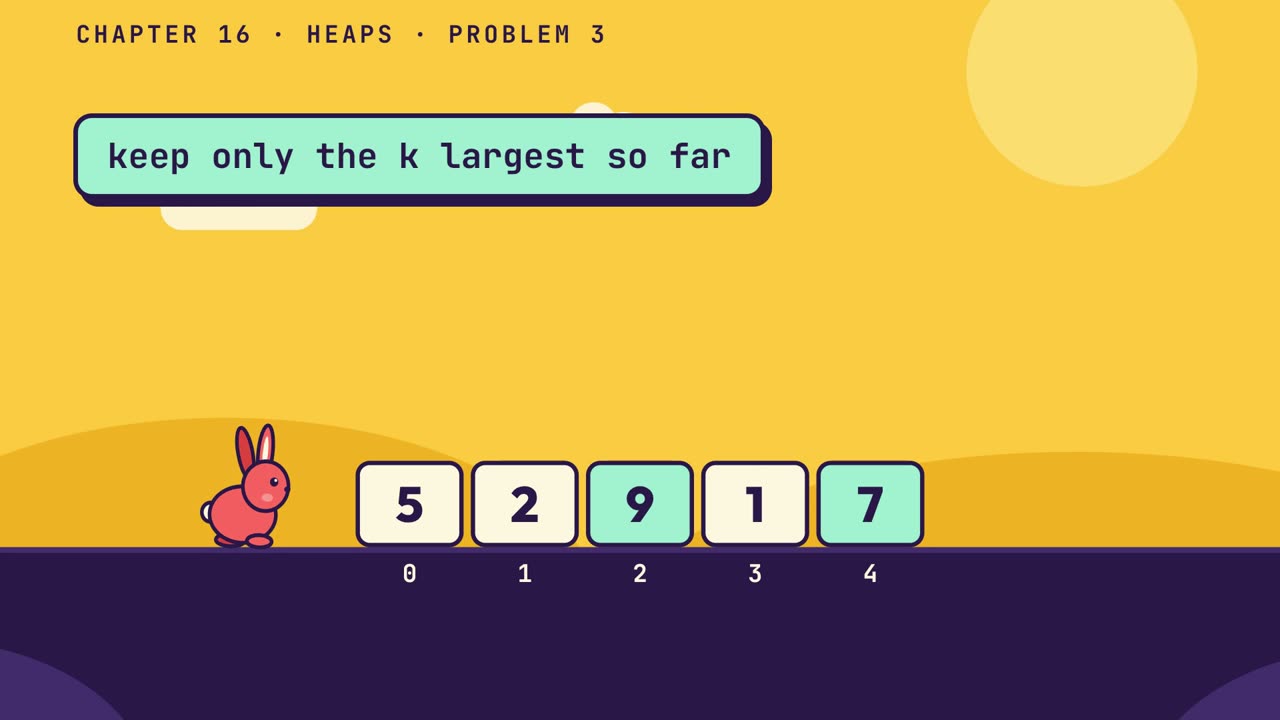 CHAPTER 16 · HEAPS · PROBLEM 3
keep only the k largest so far
5 2 9 1 7
0 1 2 3 4